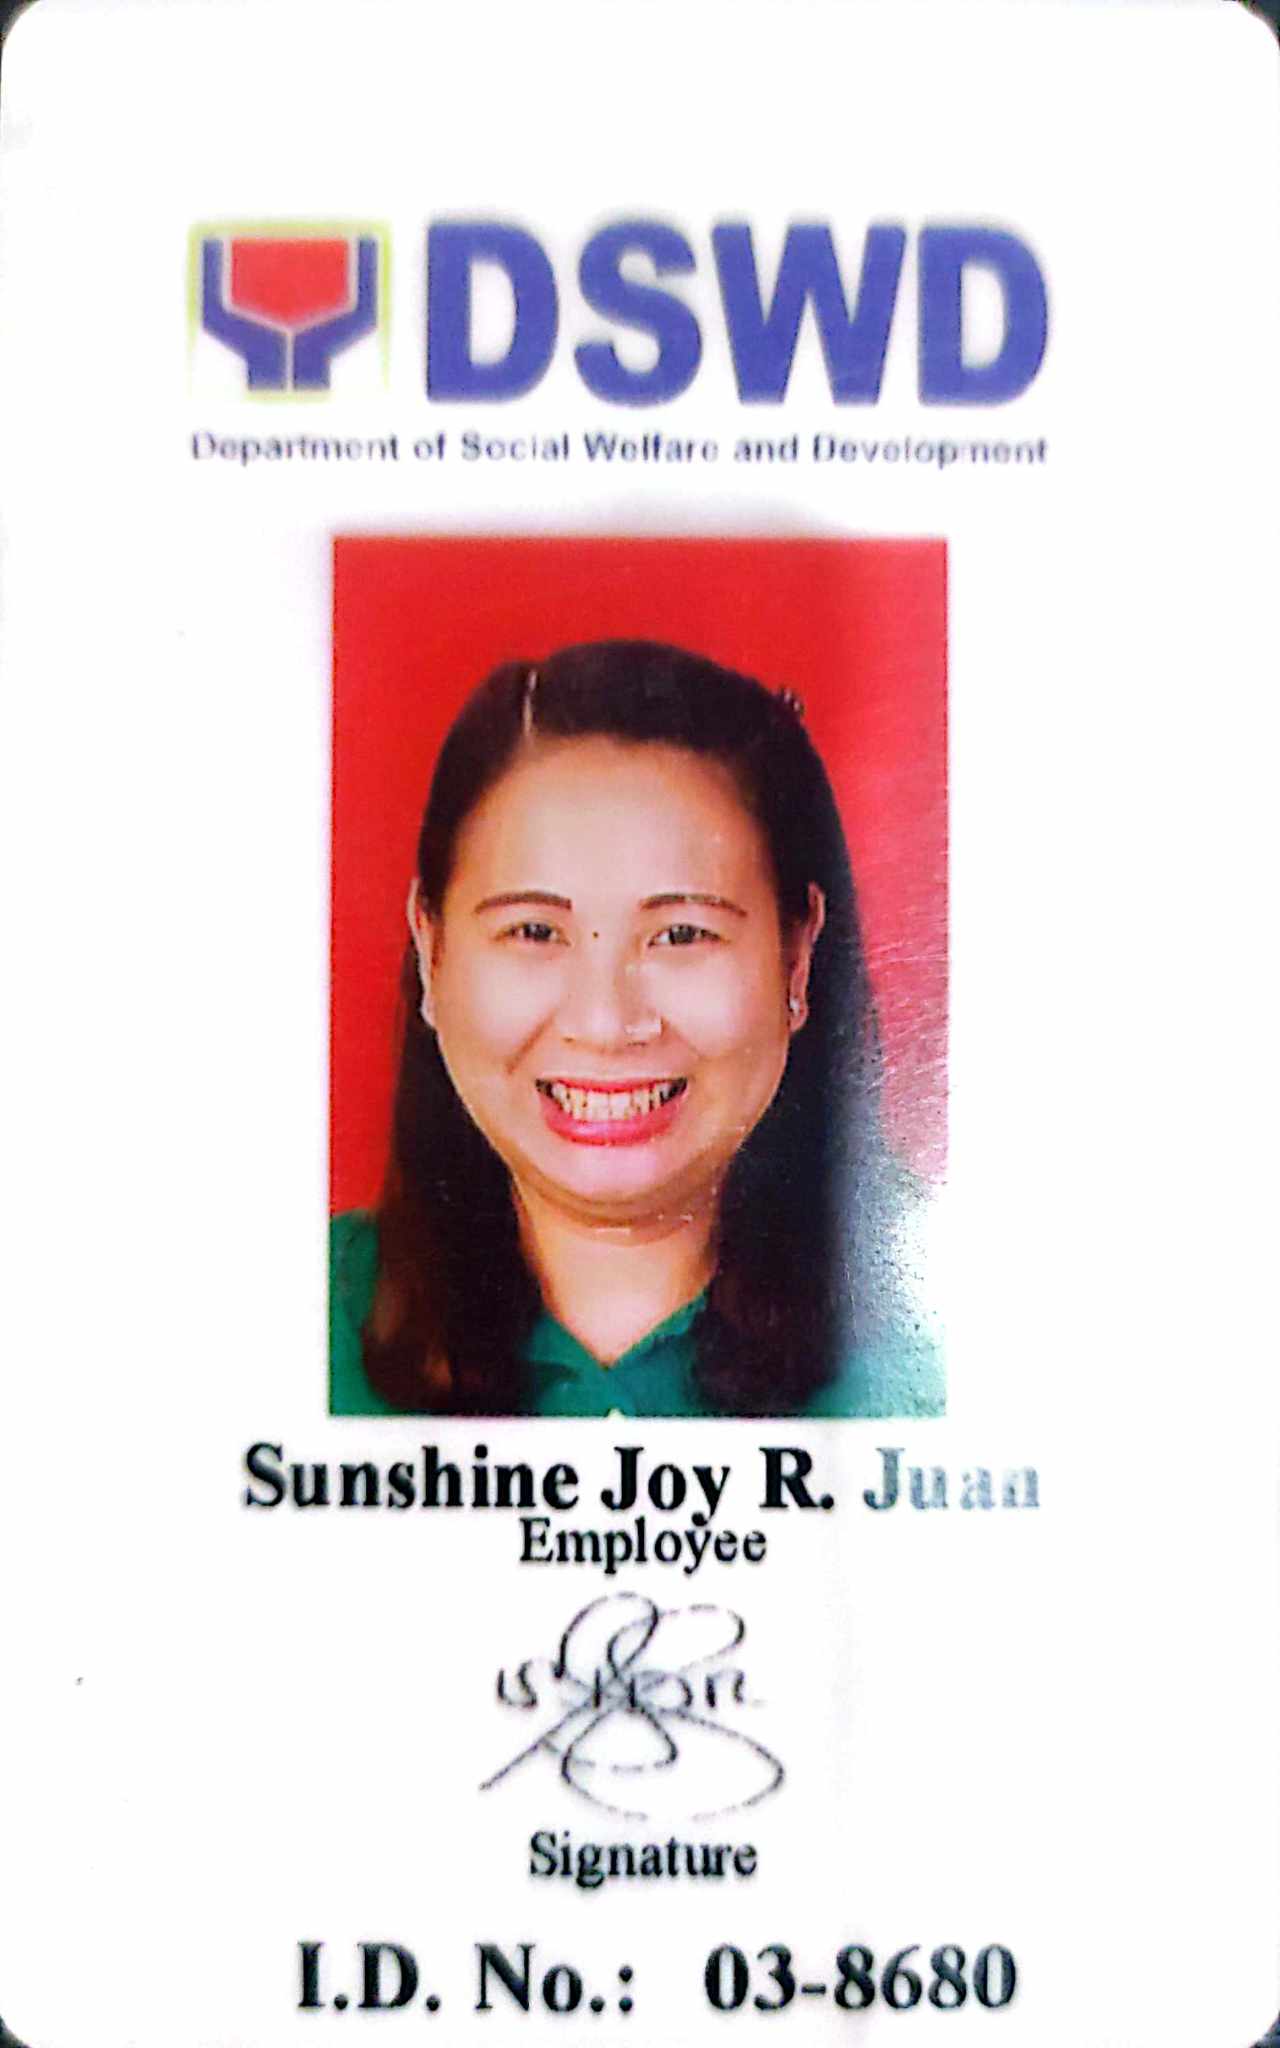 DSWD
Department of Social Welfare and Development
Sunshine Joy R. Juan
Employee
Signature
I.D. No.: 03-8680